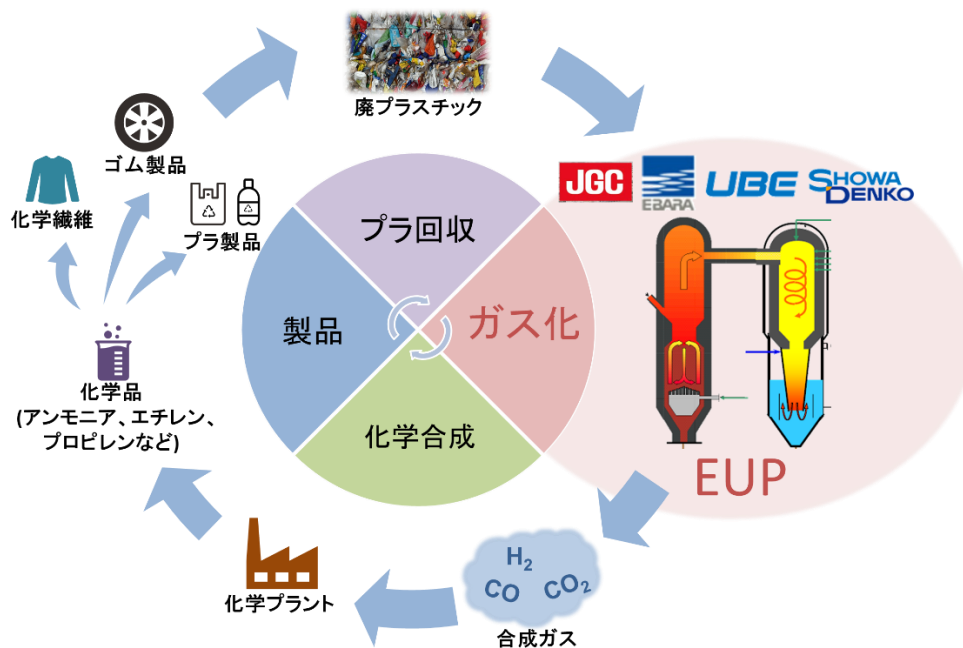 廃プラスチック
ゴム製品
化学繊維
プラ製品
JGC
EBARA
UBE
SHOWA
DENKO
プラ回収
製品
ガス化
化学合成
化学品
(アンモニア、エチレン、
プロピレンなど)
EUP
H₂
CO
CO₂
化学プラント
合成ガス